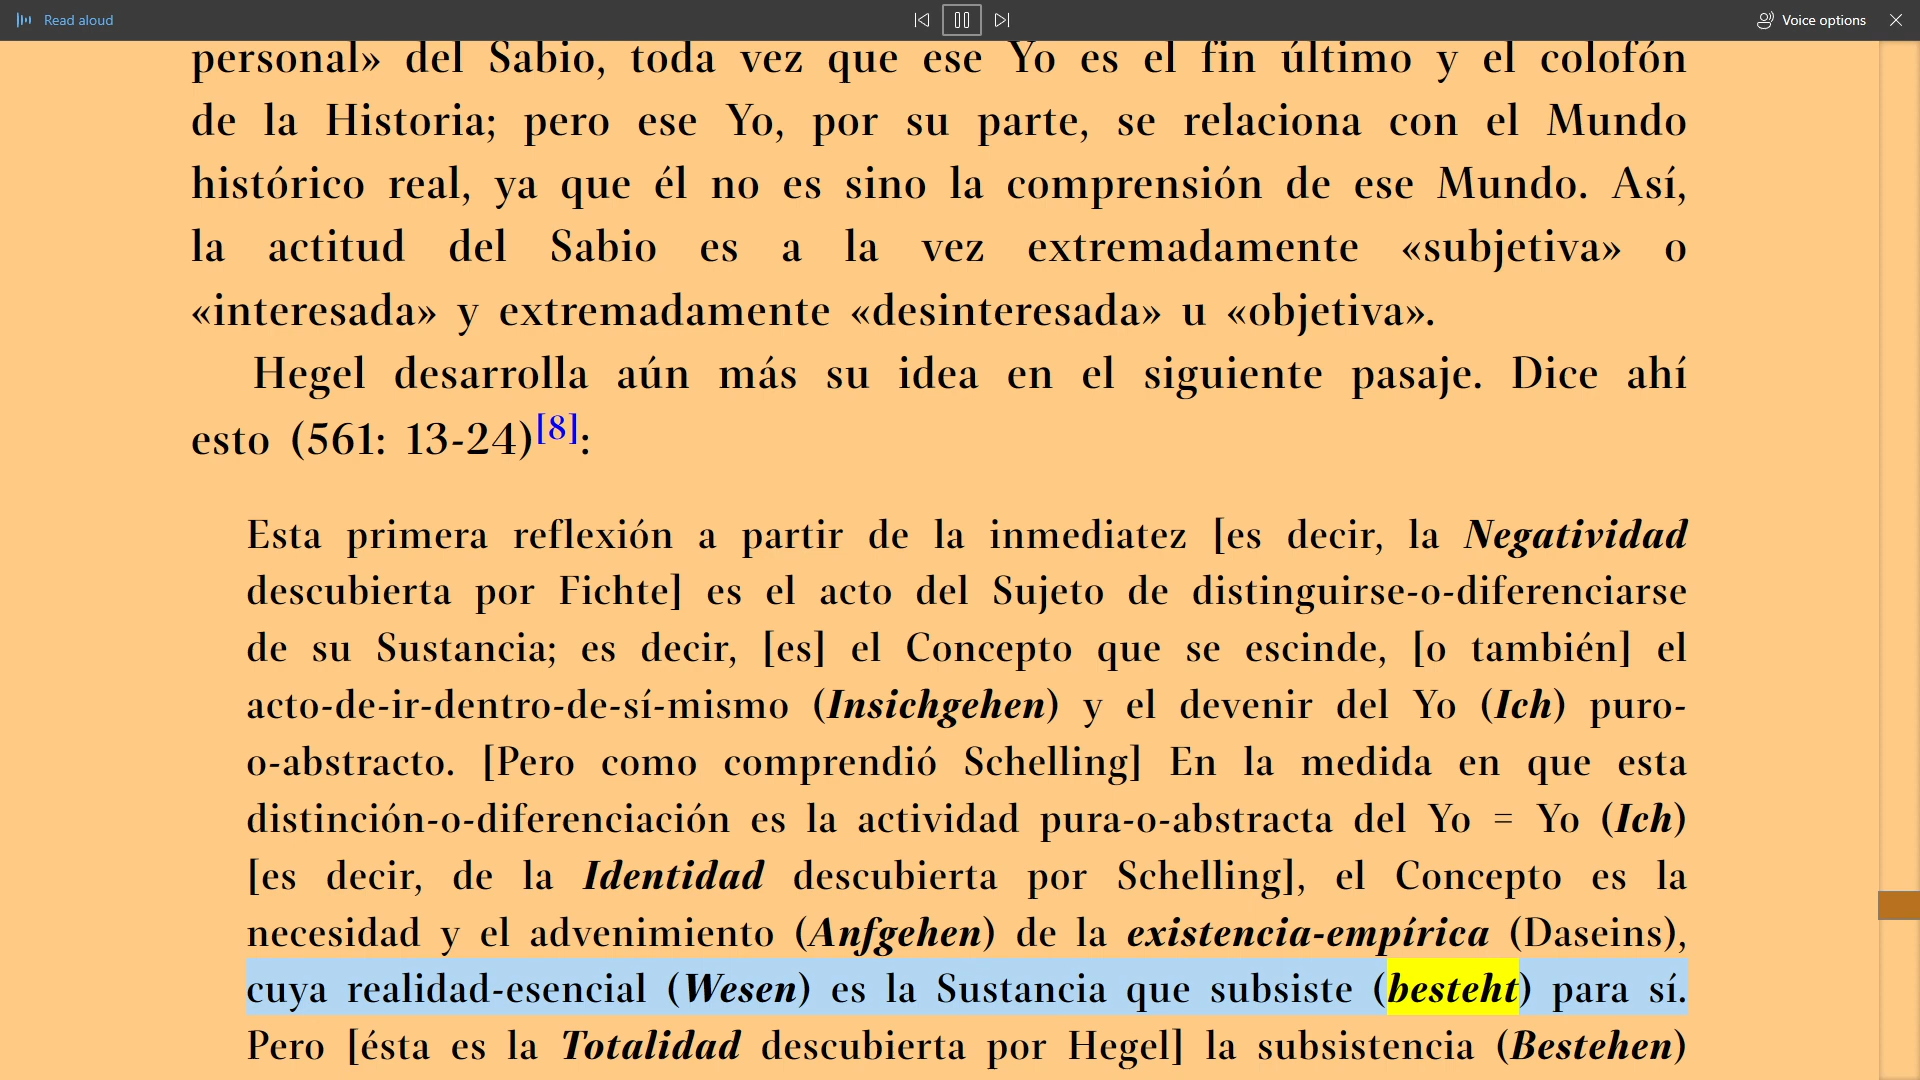 Read aloud
Voice options
personal» del Sabio, toda vez que ese Yo es el fin último y el colofón
de la Historia; pero ese Yo, por su parte, se relaciona con el Mundo
histórico real, ya que él no es sino la comprensión de ese Mundo. Así,
la actitud del Sabio es a la vez extremadamente «subjetiva» o
«interesada» y extremadamente «desinteresada» u «objetiva».
Hegel desarrolla aún más su idea en el siguiente pasaje. Dice ahí
esto (561: 13-24)[8]:
Esta primera reflexión a partir de la inmediatez [es decir, la Negatividad
descubierta por Fichte] es el acto del Sujeto de distinguirse-o-diferenciarse
de su Sustancia; es decir, [es] el Concepto que se escinde, [o también] el
acto-de-ir-dentro-de-sí-mismo (Insichgehen) y el devenir del Yo (Ich) puro-
o-abstracto. [Pero como comprendió Schelling] En la medida en que esta
distinción-o-diferenciación es la actividad pura-o-abstracta del Yo = Yo (Ich)
[es decir, de la Identidad descubierta por Schelling], el Concepto es la
necesidad y el advenimiento (Anfgehen) de la existencia-empírica (Daseins),
cuya realidad-esencial (Wesen) es la Sustancia que subsiste (besteht) para sí.
Pero [ésta es la Totalidad descubierta por Hegel] la subsistencia (Bestehen)